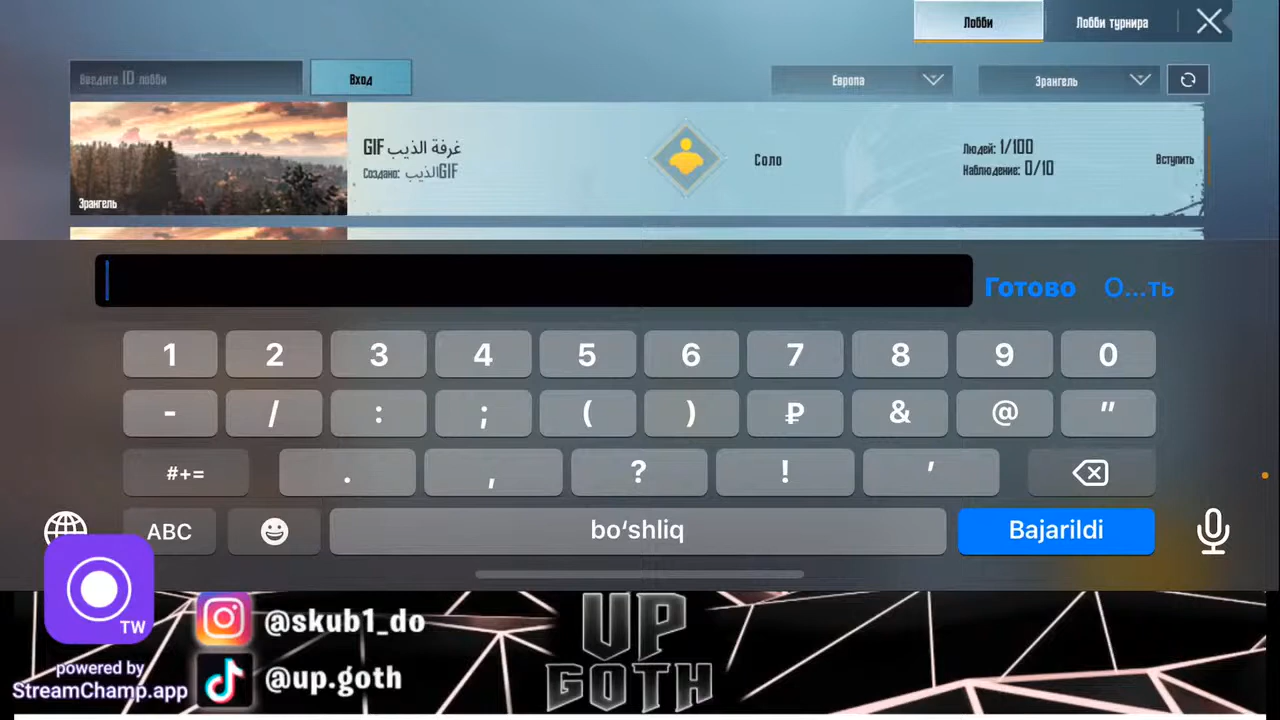 Лобби
Лобби турнира
Введите ID лобби
Вход
Европа
Эрангель
Эрангель
GIF غرفة الذيب
Создано: الذيبGIF
Соло
Людей: 1/100
Наблюдение: 0/10
Вступить
Готово
О...ть
1 2 3 4 5 6 7 8 9 0
- / : ; ( ) ₽ & @ "
#+= . , ? ! '
ABC
boʻshliq
Bajarildi
TW
powered by
StreamChamp.app
@skub1_do
@up.goth
UP
GOTH